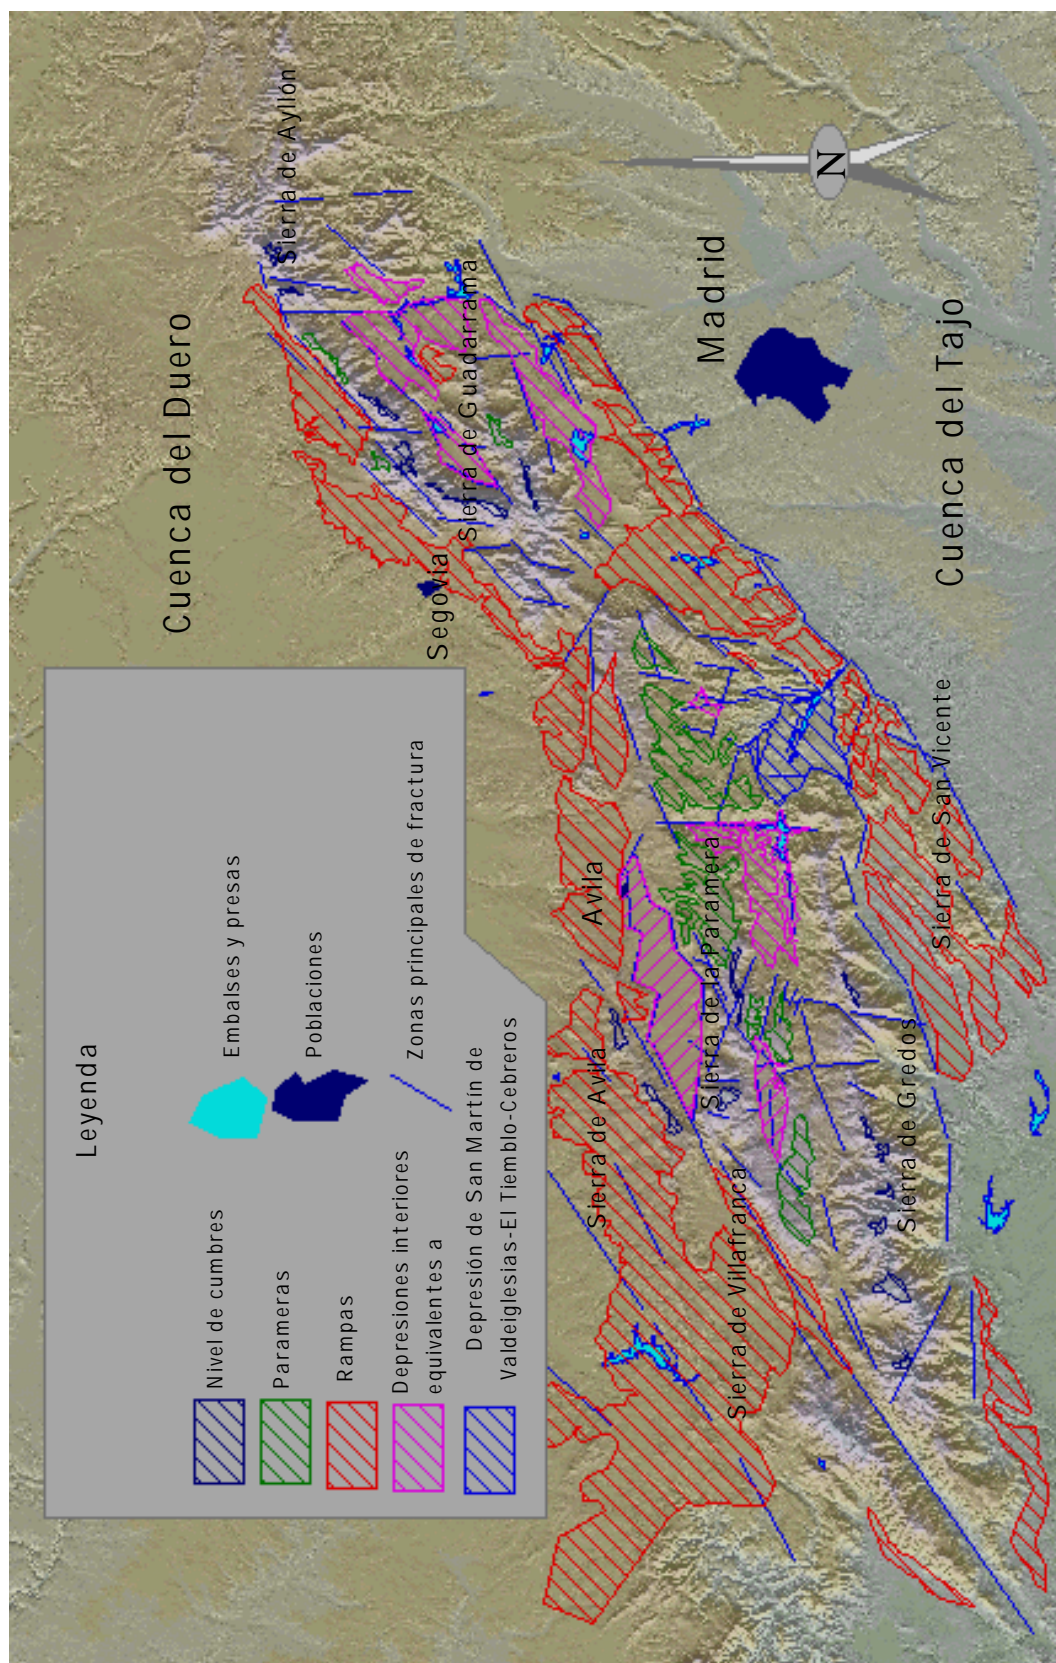 Leyenda
Nivel de cumbres
Parameras
Rampas
Depresiones interiores
equivalentes a
Depresión de San Martín de
Valdeiglesias-El Tiemblo-Cebreros
Embalses y presas
Poblaciones
Zonas principales de fractura
Cuenca del Duero
Sierra de Ayllón
Segovia
Sierra de Guadarrama
Madrid
N
Avila
Sierra de Avila
Sierra de la Paramera
Sierra de Villafranca
Sierra de Gredos
Sierra de San Vicente
Cuenca del Tajo